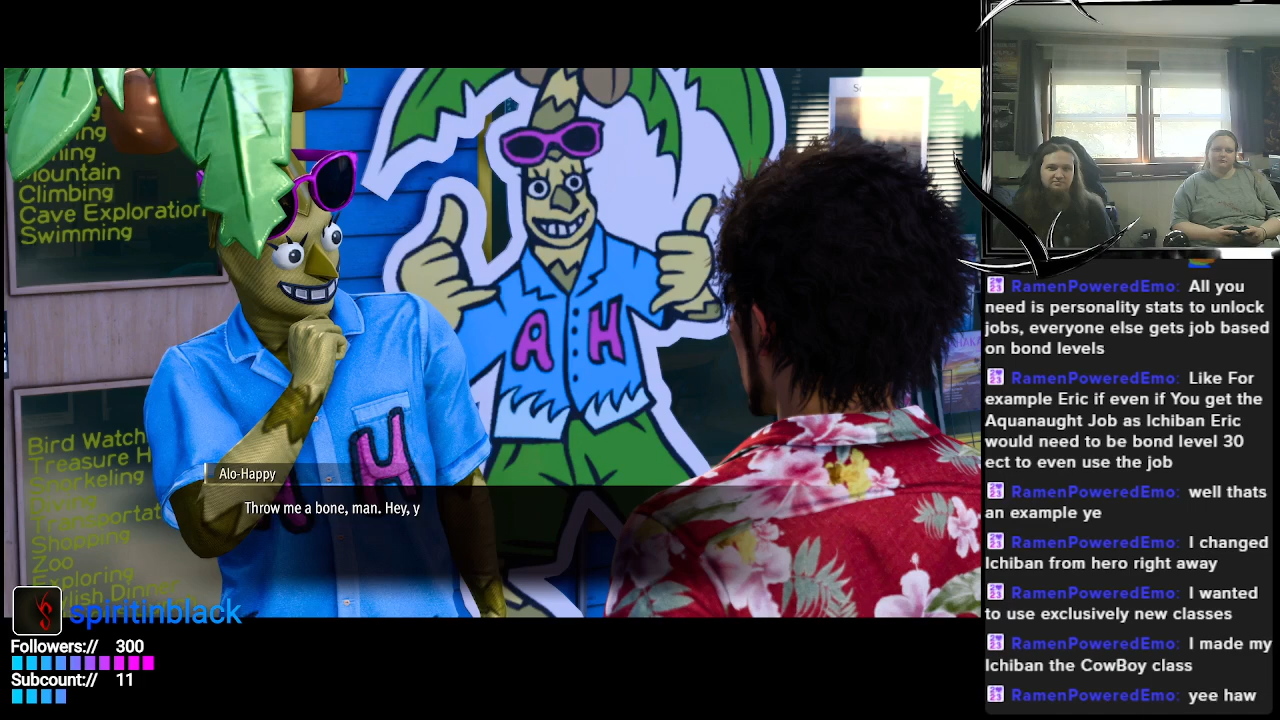 Mountain
Climbing
Cave Exploration
Swimming
A H
H
Bird Watch
Treasure H
Snorkeling
Diving
Transportat
Shopping
Zoo
Exploring
Alo-Happy
Throw me a bone, man. Hey, y
spiritinblack
Followers:// 300
Subcount:// 11
RamenPoweredEmo: All you
need is personality stats to unlock
jobs, everyone else gets job based
on bond levels
RamenPoweredEmo: Like For
example Eric if even if You get the
Aquanaught Job as Ichiban Eric
would need to be bond level 30
ect to even use the job
RamenPoweredEmo: well thats
an example ye
RamenPoweredEmo: I changed
Ichiban from hero right away
RamenPoweredEmo: I wanted
to use exclusively new classes
RamenPoweredEmo: I made my
Ichiban the CowBoy class
RamenPoweredEmo: yee haw